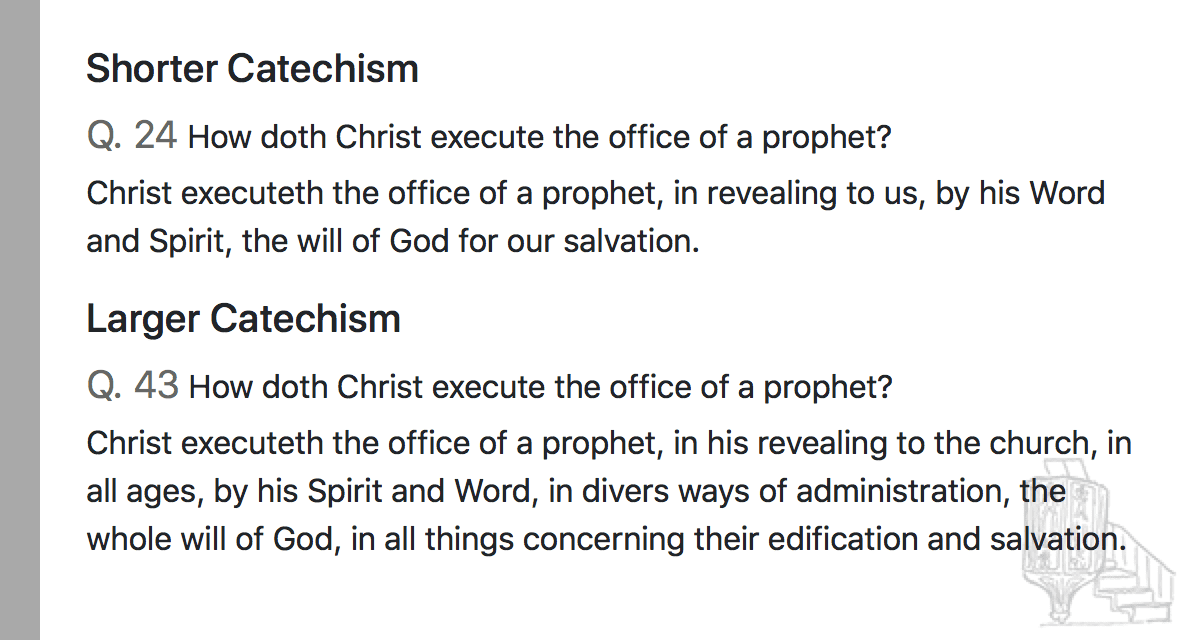 Shorter Catechism
Q. 24 How doth Christ execute the office of a prophet?
Christ executeth the office of a prophet, in revealing to us, by his Word
and Spirit, the will of God for our salvation.
Larger Catechism
Q. 43 How doth Christ execute the office of a prophet?
Christ executeth the office of a prophet, in his revealing to the church, in
all ages, by his Spirit and Word, in divers ways of administration, the
whole will of God, in all things concerning their edification and salvation.